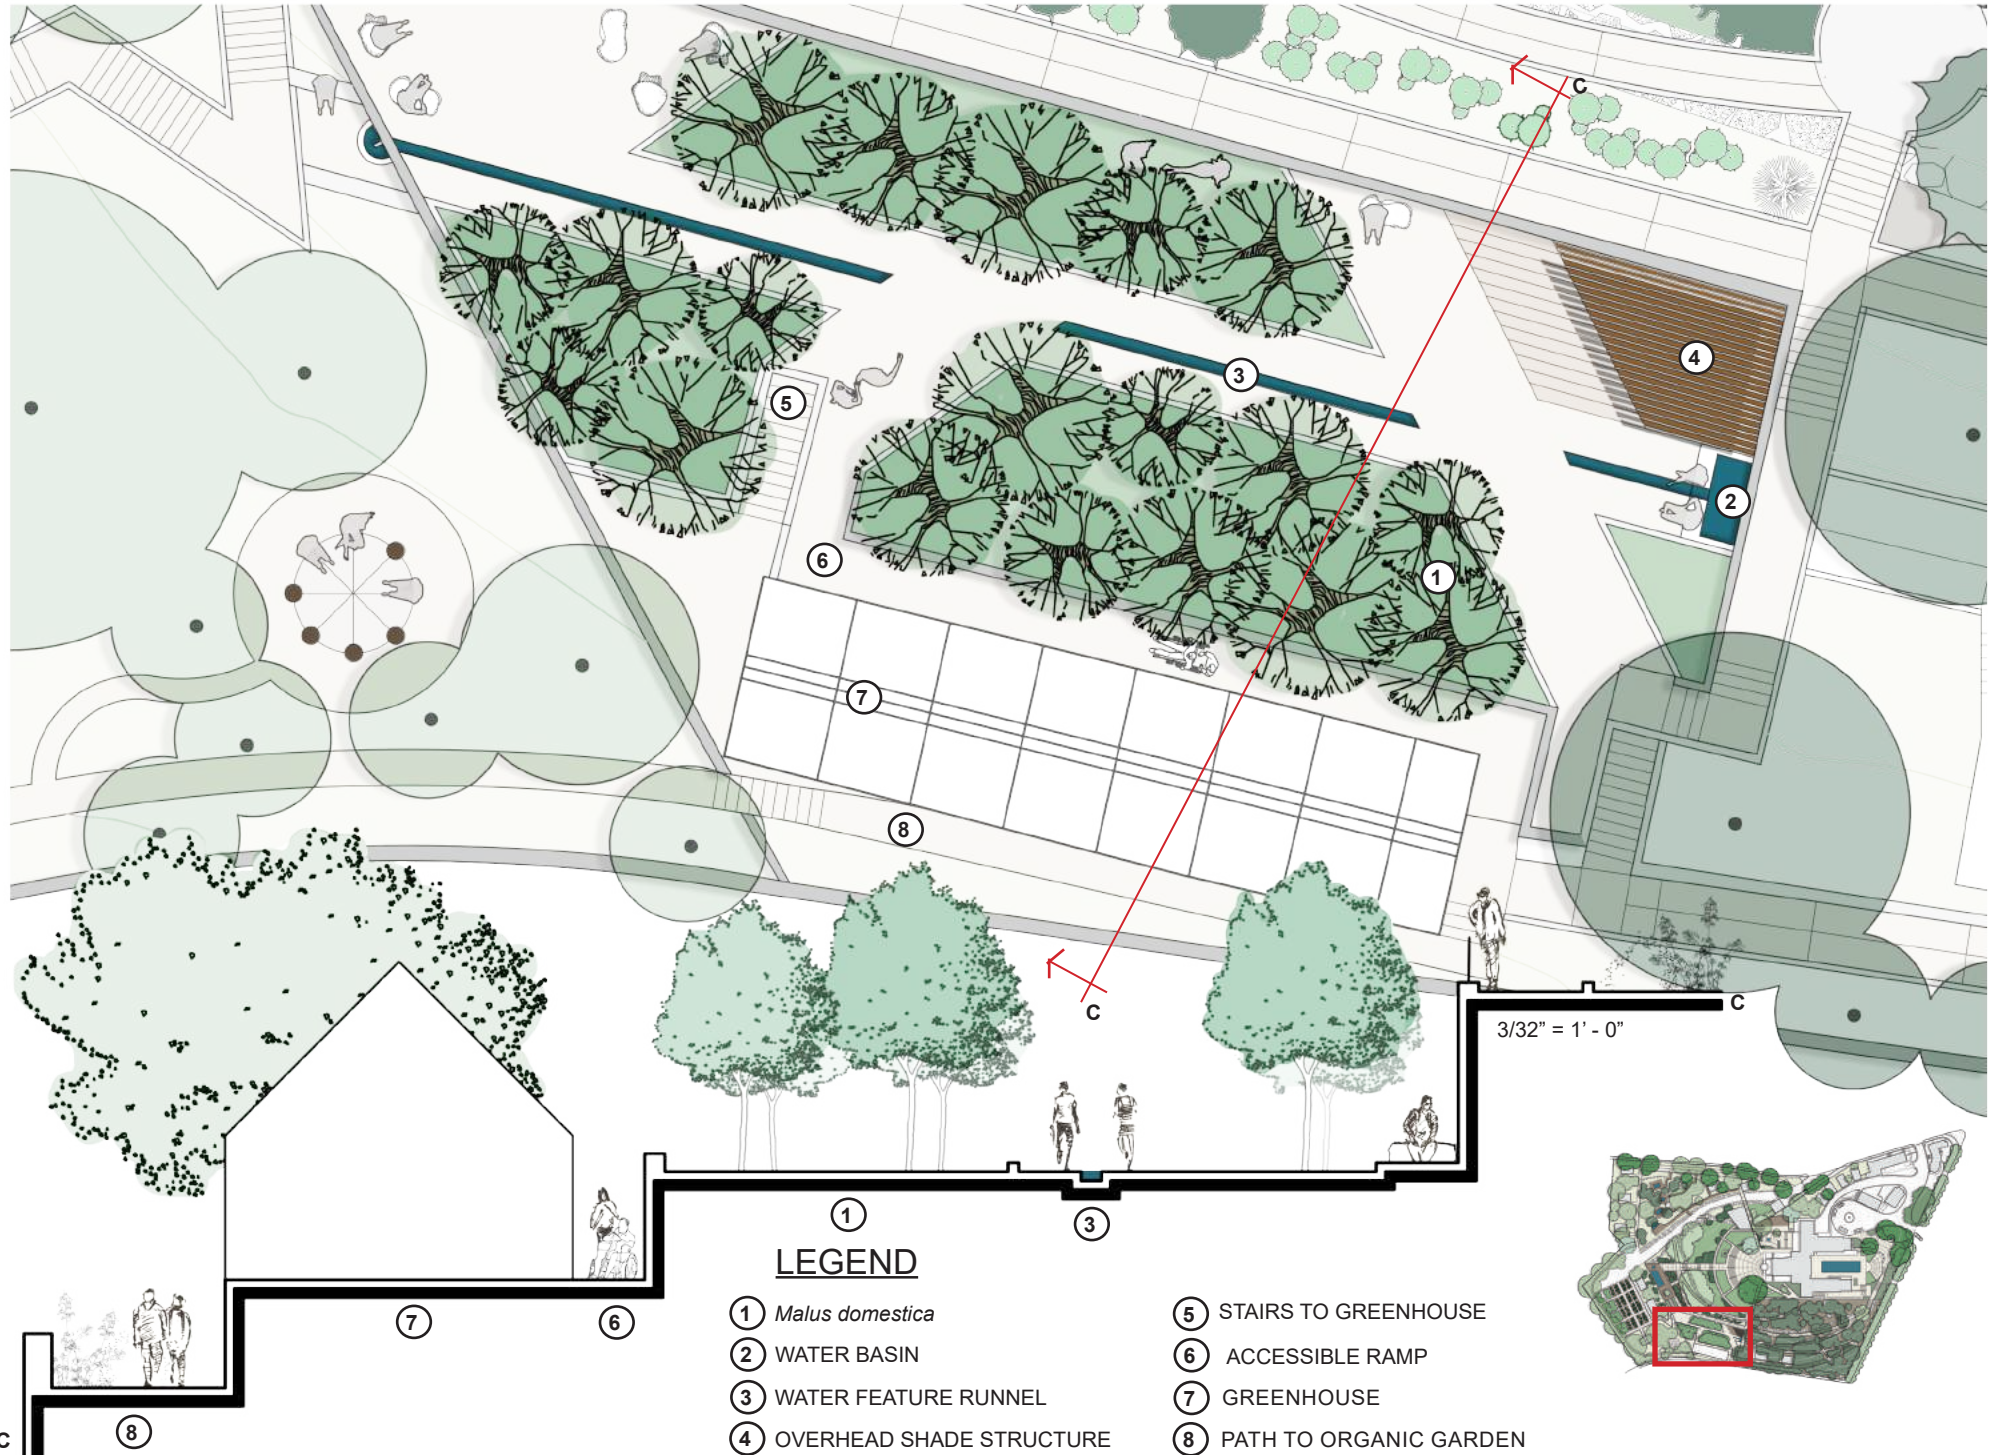 C
4
3
5
2
6
1
7
8
C
C
3/32” = 1’ - 0”
1
3
7
6
8
C
LEGEND
1 Malus domestica
2 WATER BASIN
3 WATER FEATURE RUNNEL
4 OVERHEAD SHADE STRUCTURE
5 STAIRS TO GREENHOUSE
6 ACCESSIBLE RAMP
7 GREENHOUSE
8 PATH TO ORGANIC GARDEN